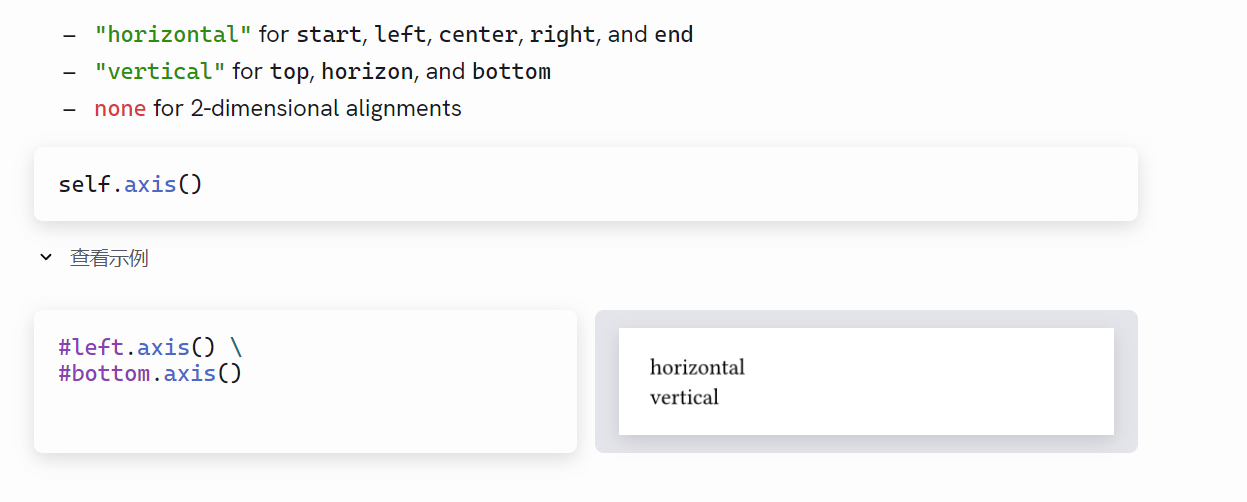 – "horizontal" for start, left, center, right, and end
– "vertical" for top, horizon, and bottom
– none for 2-dimensional alignments
self.axis()
查看示例
#left.axis() \
#bottom.axis()
horizontal
vertical